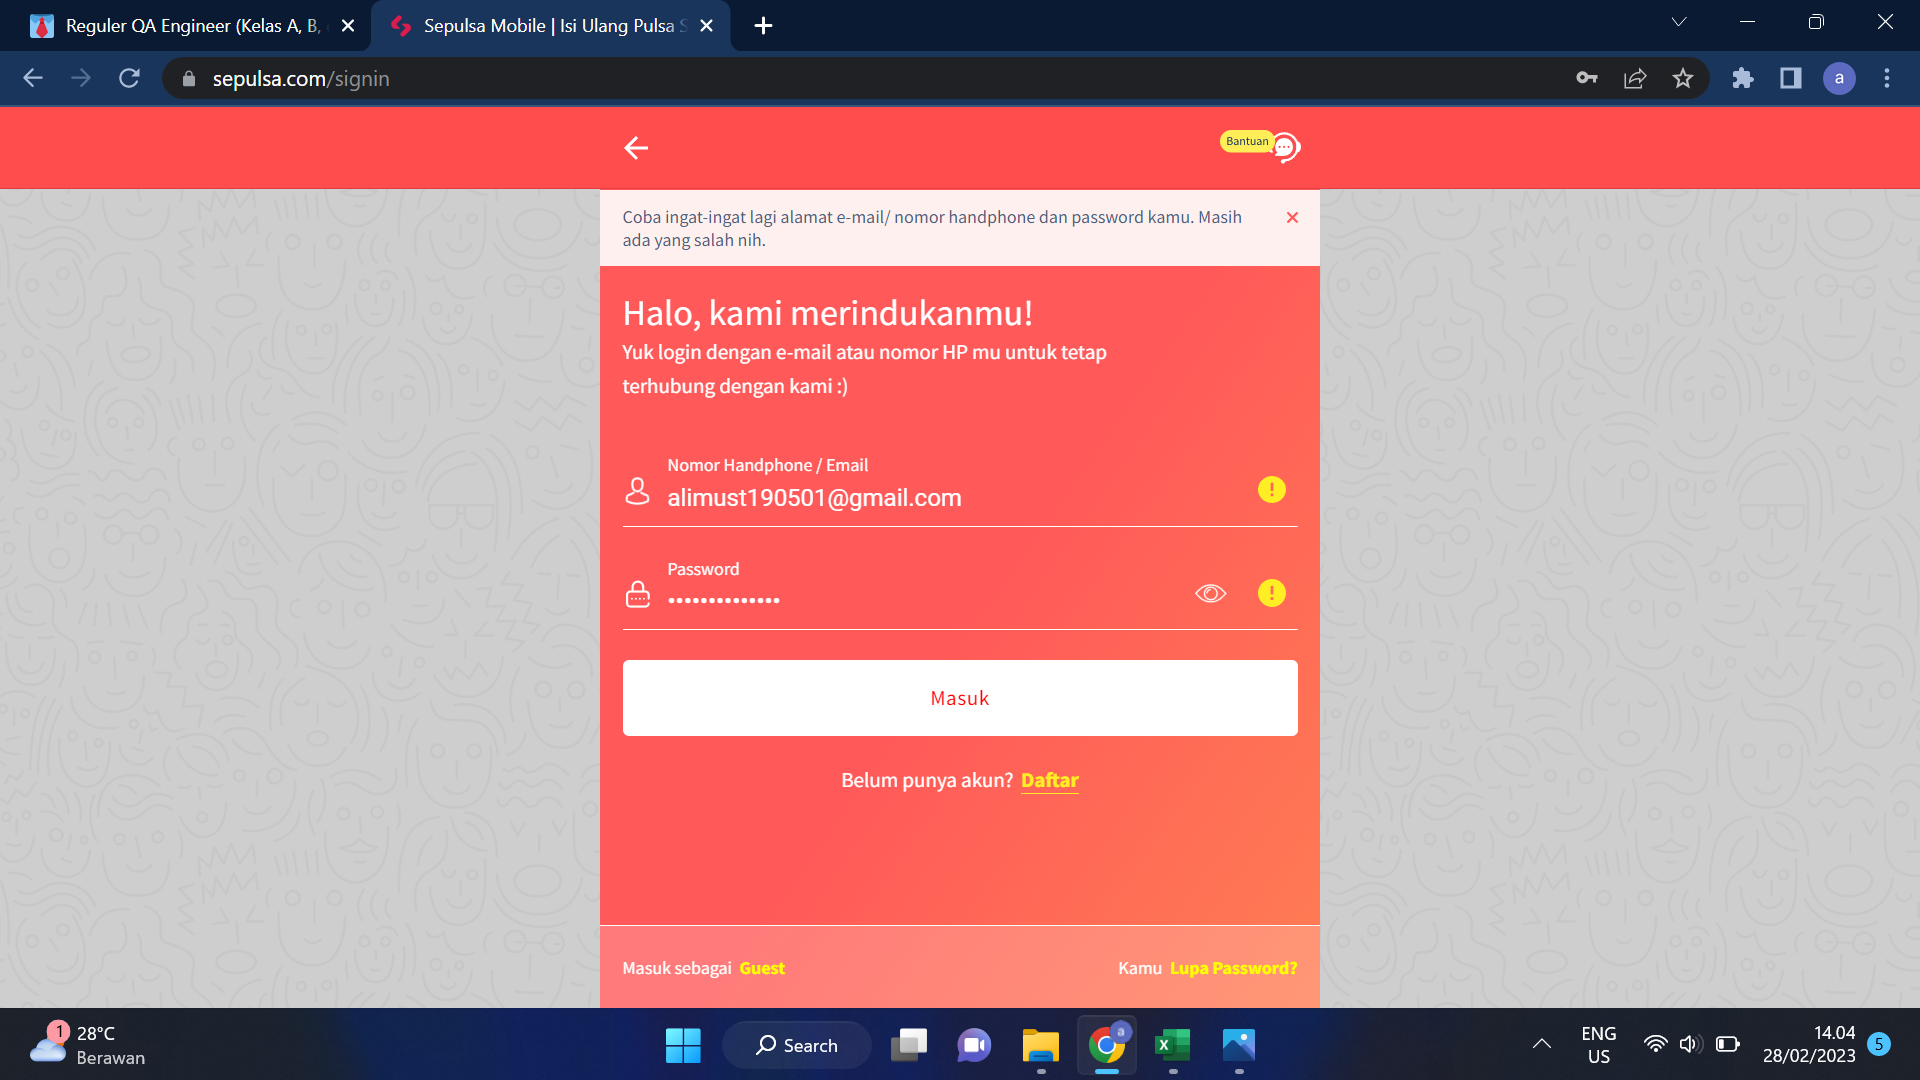 Reguler QA Engineer (Kelas A, B,
Sepulsa Mobile | Isi Ulang Pulsa S
sepulsa.com/signin
a
Bantuan
Coba ingat-ingat lagi alamat e-mail/ nomor handphone dan password kamu. Masih
ada yang salah nih.
Halo, kami merindukanmu!
Yuk login dengan e-mail atau nomor HP mu untuk tetap
terhubung dengan kami :)
Nomor Handphone / Email
alimust190501@gmail.com
Password
••••••••••••••
Masuk
Belum punya akun? Daftar
Masuk sebagai Guest
Kamu Lupa Password?
1
28°C
Berawan
Search
a
ENG
US
14.04
28/02/2023
5